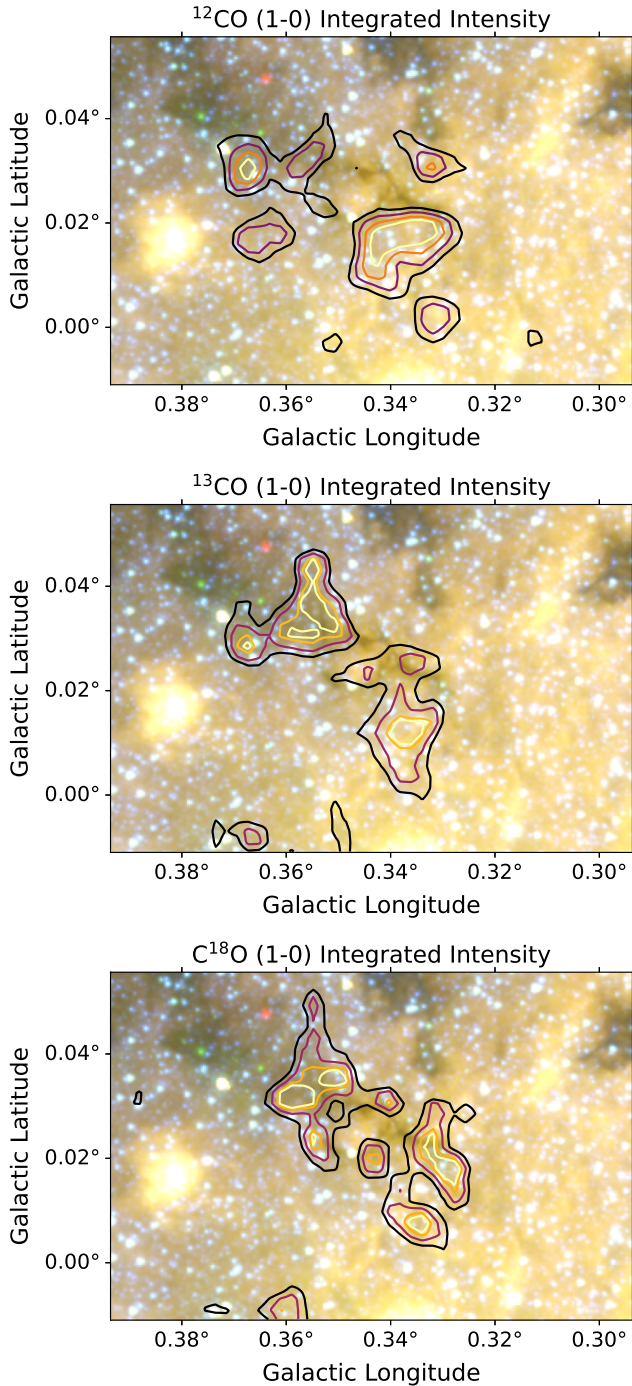 ¹²CO (1-0) Integrated Intensity
0.04°
0.02°
0.00°
Galactic Latitude
0.38° 0.36° 0.34° 0.32° 0.30°
Galactic Longitude
¹³CO (1-0) Integrated Intensity
0.04°
0.02°
0.00°
Galactic Latitude
0.38° 0.36° 0.34° 0.32° 0.30°
Galactic Longitude
C¹⁸O (1-0) Integrated Intensity
0.04°
0.02°
0.00°
Galactic Latitude
0.38° 0.36° 0.34° 0.32° 0.30°
Galactic Longitude